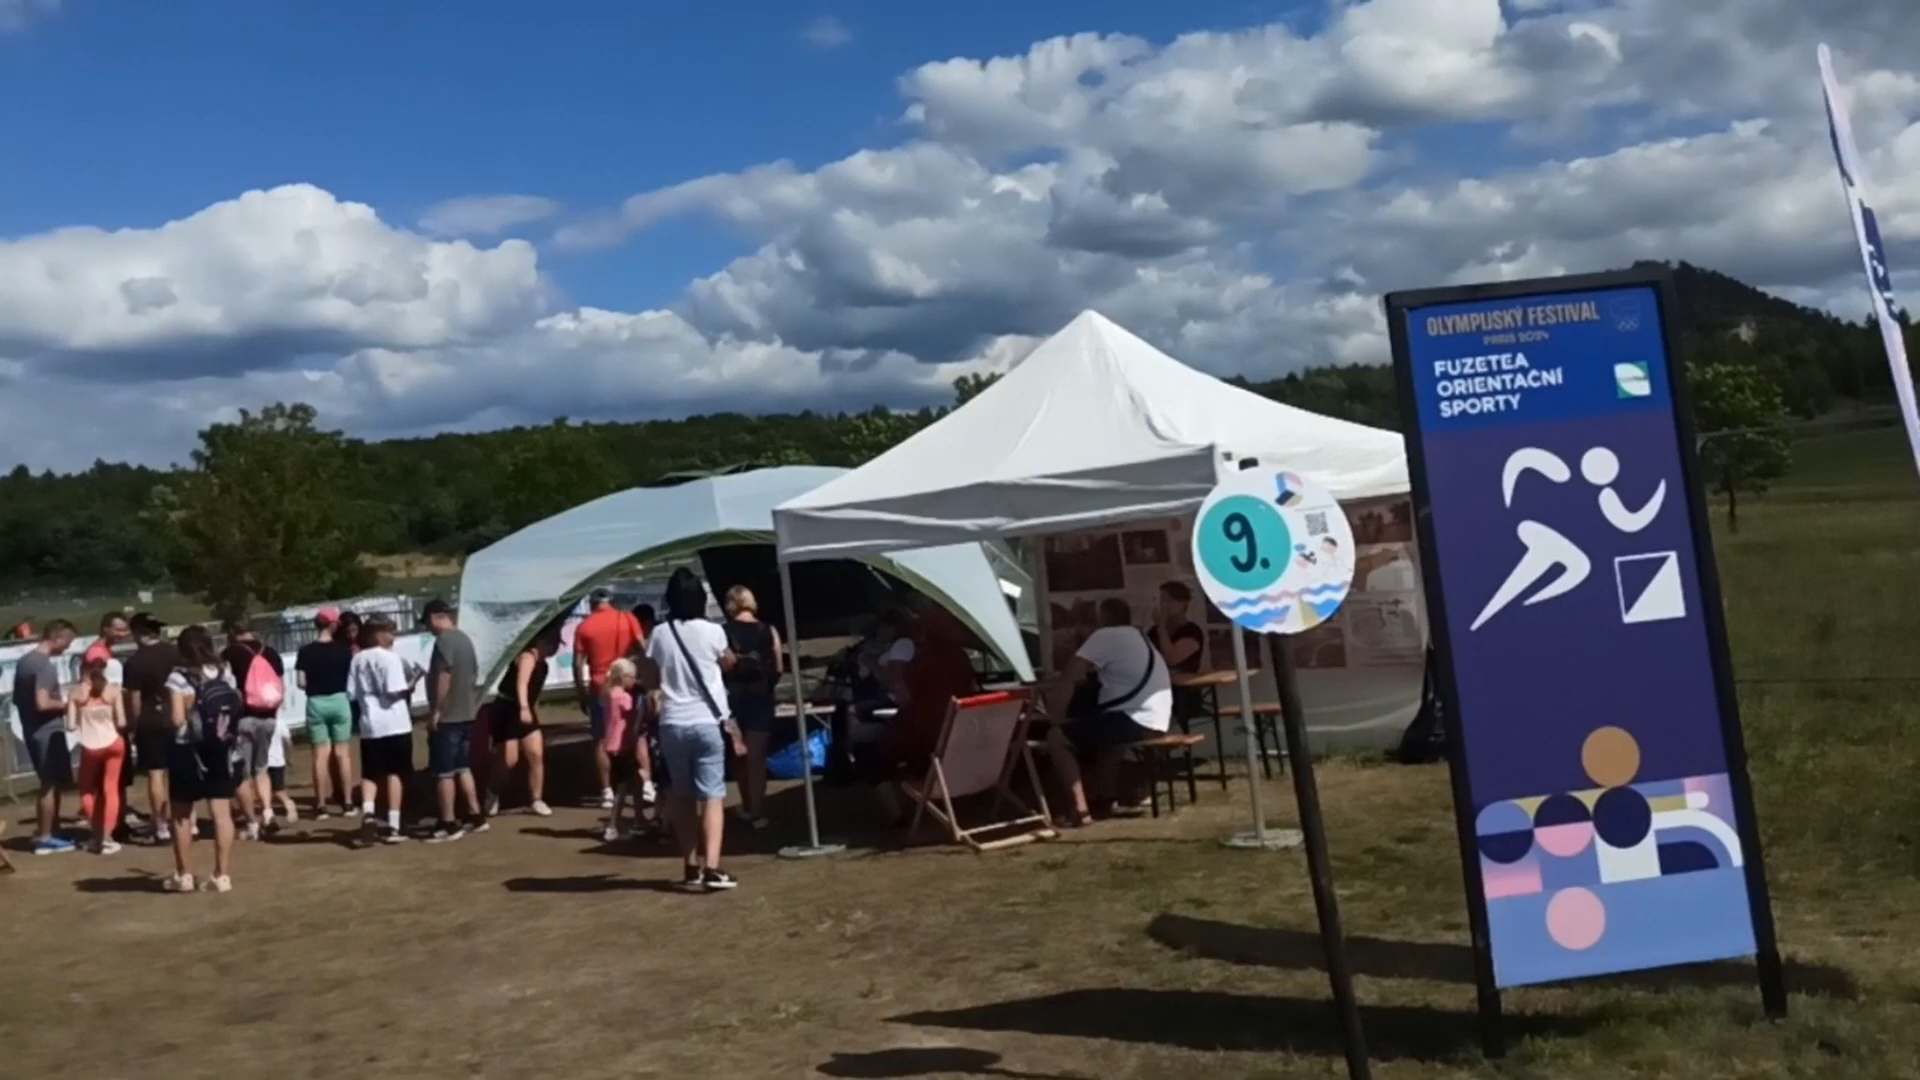 OLYMPIJSKÝ FESTIVAL
PARIS 2024
FUZETEA
ORIENTAČNÍ
SPORTY
9.